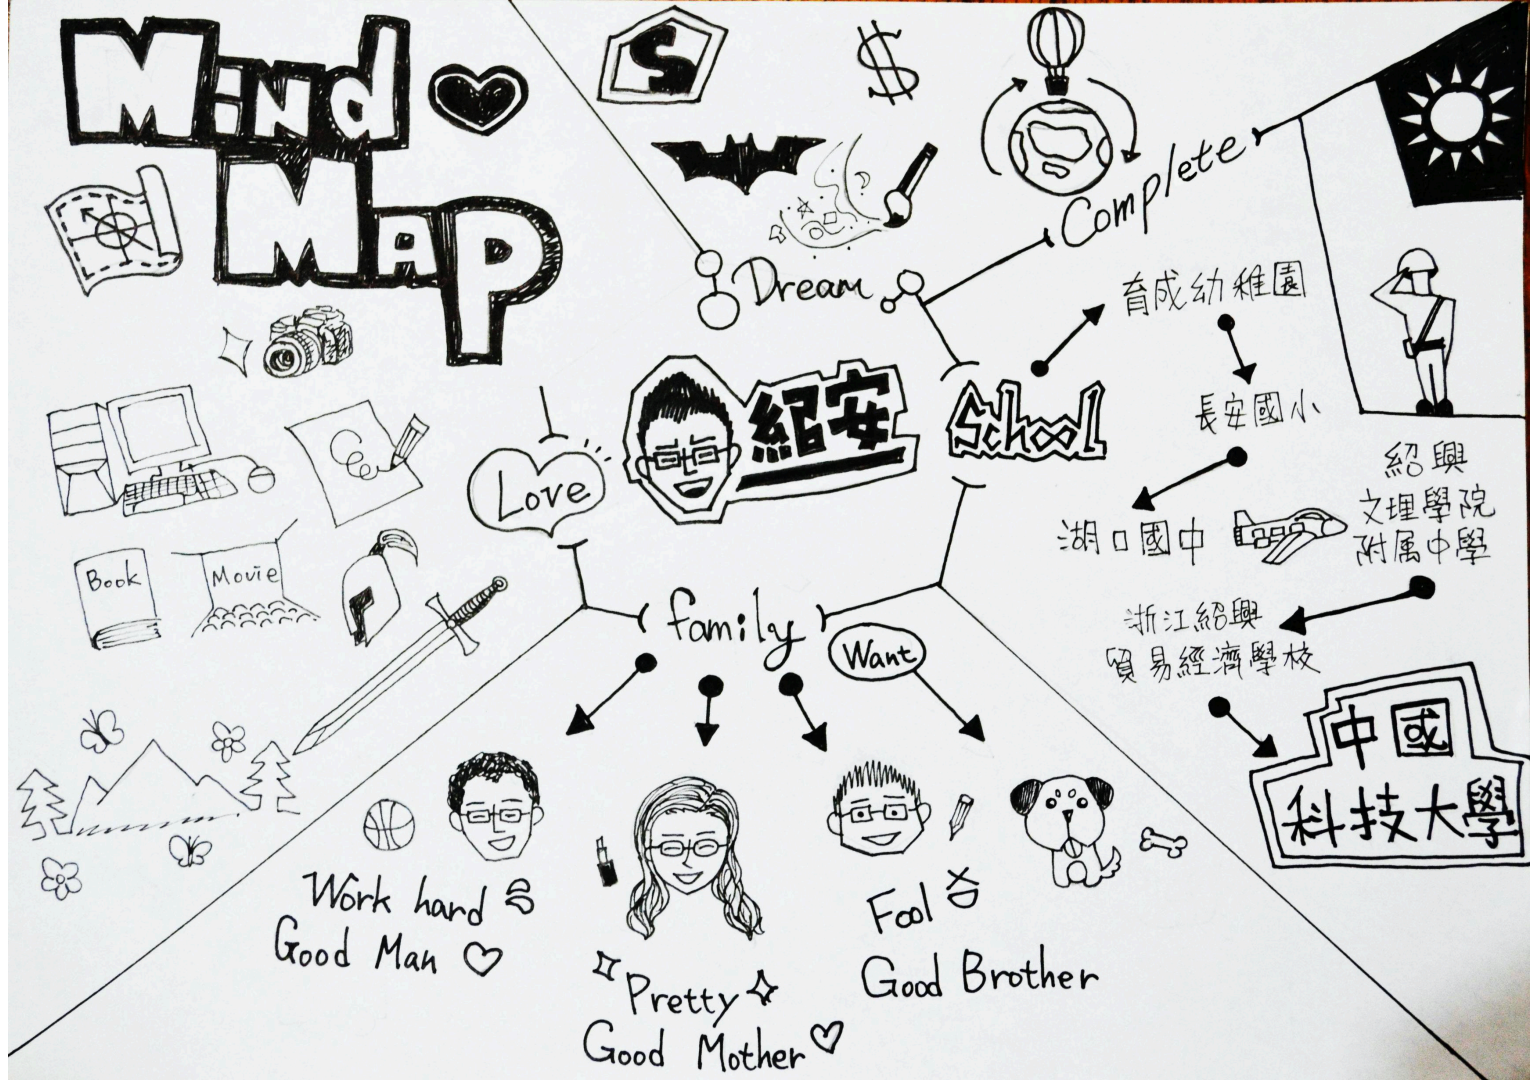 Mind
Map
S
$
Dream
Complete
紹安
School
育成幼稚園
長安國小
湖口國中
紹興
文理學院
附属中學
浙江紹興
貿易經濟學校
中國
科技大學
Love
Book
Movie
family
Want
Work hard
Good Man
Pretty
Good Mother
Fool
Good Brother